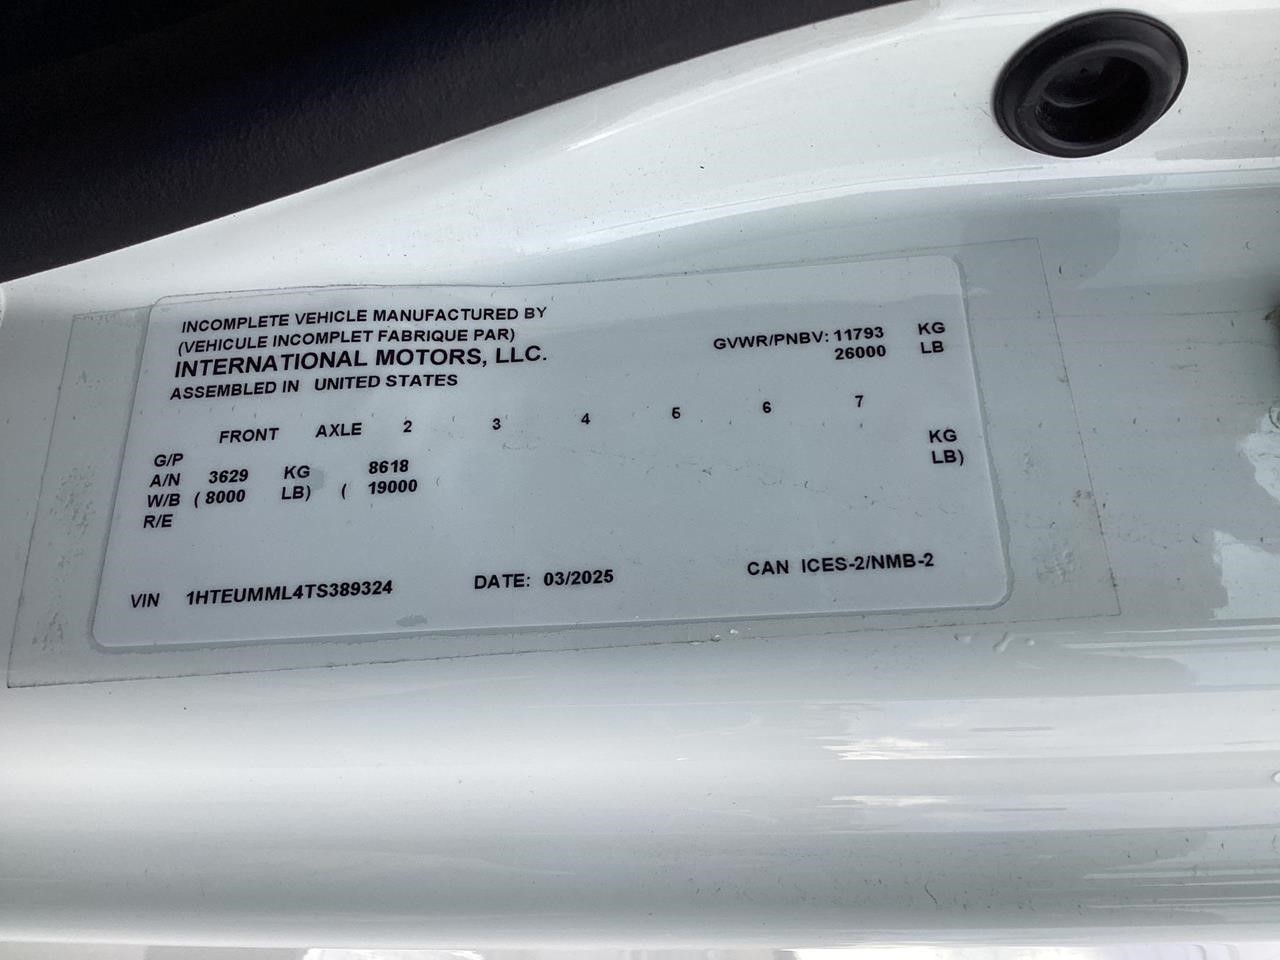 INCOMPLETE VEHICLE MANUFACTURED BY
(VEHICULE INCOMPLET FABRIQUE PAR)
INTERNATIONAL MOTORS, LLC.
ASSEMBLED IN UNITED STATES
GVWR/PNBV: 11793 KG
26000 LB
FRONT AXLE 2 3 4 5 6 7
G/P
A/N 3629 KG 8618 KG
W/B ( 8000 LB) ( 19000 LB)
R/E
VIN 1HTEUMML4TS389324 DATE: 03/2025 CAN ICES-2/NMB-2